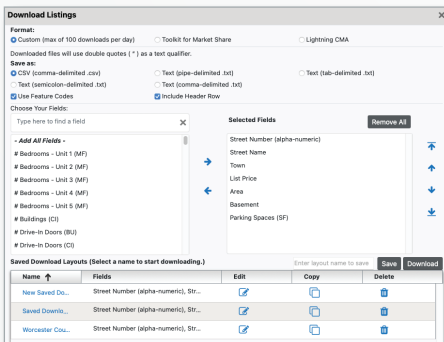 Download Listings
Format:
Custom (max of 100 downloads per day) Toolkit for Market Share Lightning CMA
Downloaded files will use double quotes ( " ) as a text qualifier.
Save as:
CSV (comma-delimited .csv) Text (pipe-delimited .txt) Text (tab-delimited .txt)
Text (semicolon-delimited .txt) Text (comma-delimited .txt)
Use Feature Codes Include Header Row
Choose Your Fields:
Type here to find a field
- Add All Fields -
# Bedrooms - Unit 1 (MF)
# Bedrooms - Unit 2 (MF)
# Bedrooms - Unit 3 (MF)
# Bedrooms - Unit 4 (MF)
# Bedrooms - Unit 5 (MF)
# Buildings (CI)
# Drive-In Doors (BU)
# Drive-In Doors (CI)
Selected Fields Remove All
Street Number (alpha-numeric)
Street Name
Town
List Price
Area
Basement
Parking Spaces (SF)
Saved Download Layouts (Select a name to start downloading.) Enter layout name to save Save Download
Name Fields Edit Copy Delete
New Saved Do... Street Number (alpha-numeric), Str...
Saved Downlo... Street Number (alpha-numeric), Str...
Worcester Cou... Street Number (alpha-numeric), Str...